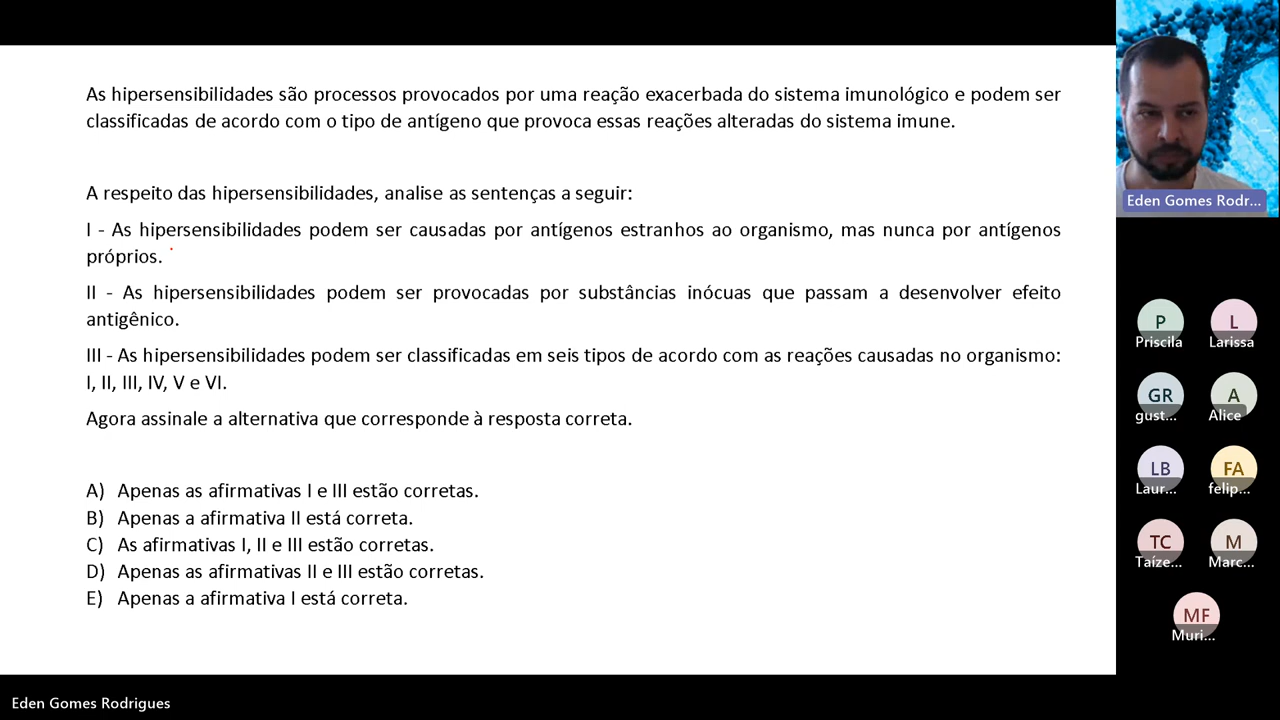 As hipersensibilidades são processos provocados por uma reação exacerbada do sistema imunológico e podem ser
classificadas de acordo com o tipo de antígeno que provoca essas reações alteradas do sistema imune.
A respeito das hipersensibilidades, analise as sentenças a seguir:
I - As hipersensibilidades podem ser causadas por antígenos estranhos ao organismo, mas nunca por antígenos
próprios.
II - As hipersensibilidades podem ser provocadas por substâncias inócuas que passam a desenvolver efeito
antigênico.
III - As hipersensibilidades podem ser classificadas em seis tipos de acordo com as reações causadas no organismo:
I, II, III, IV, V e VI.
Agora assinale a alternativa que corresponde à resposta correta.
A) Apenas as afirmativas I e III estão corretas.
B) Apenas a afirmativa II está correta.
C) As afirmativas I, II e III estão corretas.
D) Apenas as afirmativas II e III estão corretas.
E) Apenas a afirmativa I está correta.
Eden Gomes Rodr...
P
Priscila
L
Larissa
GR
gust...
A
Alice
LB
Laur...
FA
felip...
TC
Taíze...
M
Marc...
MF
Muri...
Eden Gomes Rodrigues